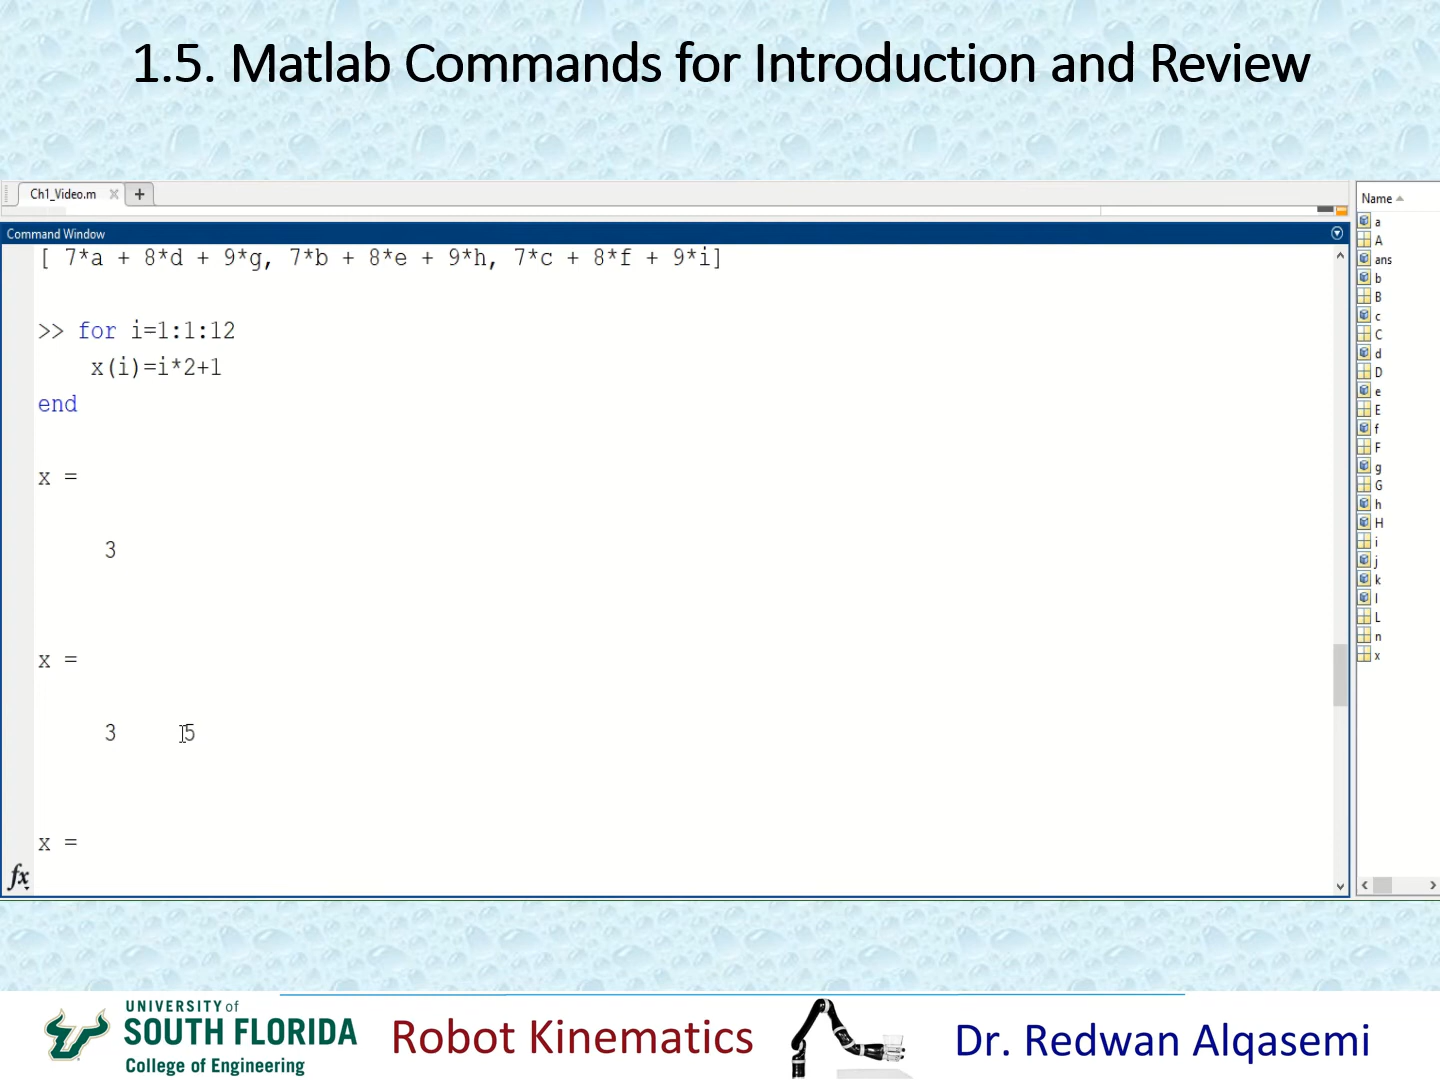 1.5. Matlab Commands for Introduction and Review
Ch1_Video.m
Command Window
[ 7*a + 8*d + 9*g, 7*b + 8*e + 9*h, 7*c + 8*f + 9*i]
>> for i=1:1:12
x(i)=i*2+1
end
x =
3
x =
3 5
x =
fx
Name
a
A
ans
b
B
c
C
d
D
e
E
f
F
g
G
h
H
i
j
k
l
L
n
x
UNIVERSITY of
SOUTH FLORIDA
College of Engineering
Robot Kinematics
Dr. Redwan Alqasemi